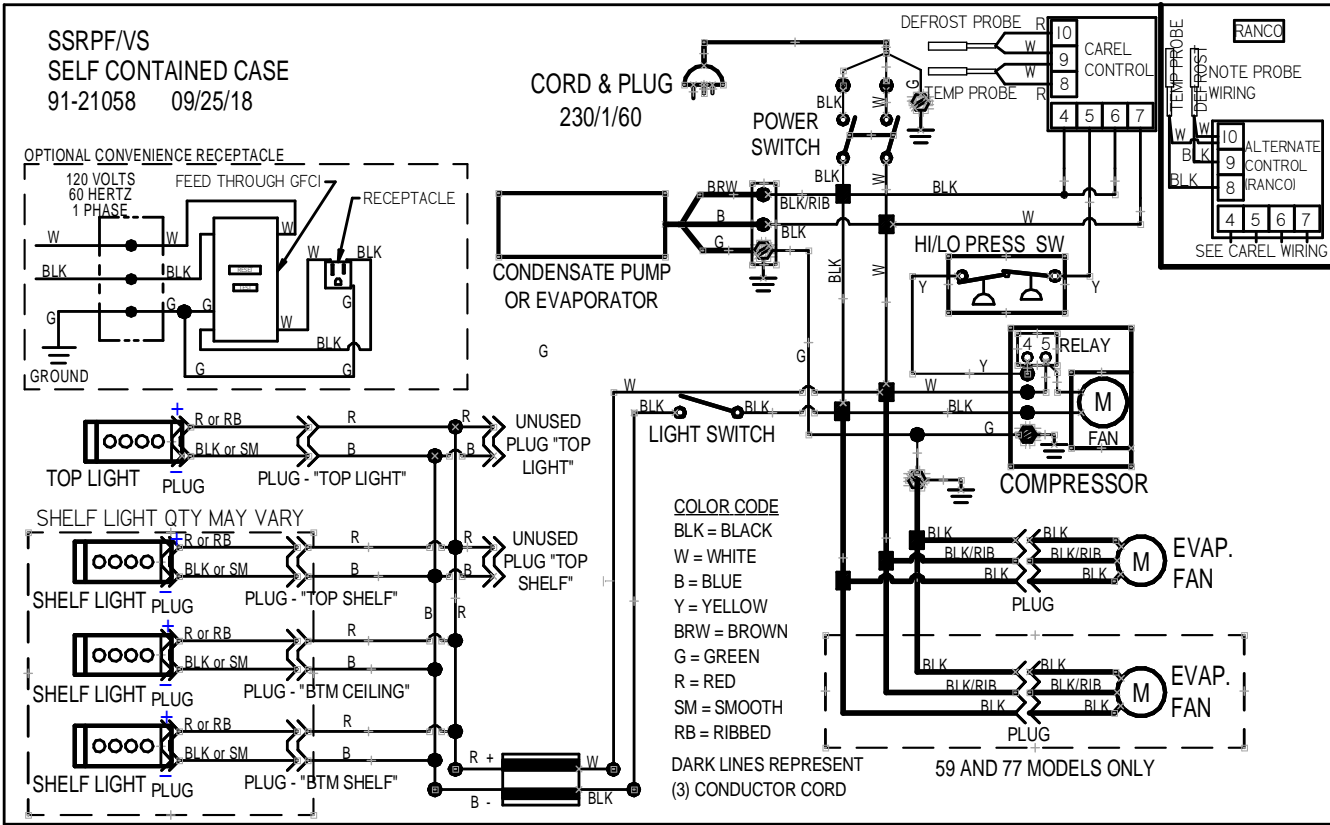 SSRPF/VS
SELF CONTAINED CASE
91-21058 09/25/18
CORD & PLUG
230/1/60
POWER
SWITCH
BLK
W
G
BLK
W
DEFROST PROBE
R
W
W
TEMP PROBE
R
10
9
8
CAREL
CONTROL
4 5 6 7
RANCO
TEMP PROBE
DEFROST
NOTE PROBE
WIRING
W
W
BLK
BLK
10
9
8
ALTERNATE
CONTROL
(RANCO)
4 5 6 7
SEE CAREL WIRING
OPTIONAL CONVENIENCE RECEPTACLE
120 VOLTS
60 HERTZ
1 PHASE
FEED THROUGH GFCI
RECEPTACLE
W
W
W
W
BLK
BLK
BLK
G
G
G
G
W
BLK
G
G
GROUND
CONDENSATE PUMP
OR EVAPORATOR
BRW
B
G
BLK/RIB
BLK
BLK
W
HI/LO PRESS SW
Y
Y
Y
G
G
4 5
RELAY
M
FAN
COMPRESSOR
W
W
BLK
BLK
BLK
G
LIGHT SWITCH
TOP LIGHT
+
–
PLUG
R or RB
BLK or SM
PLUG - "TOP LIGHT"
R
B
R
B
UNUSED
PLUG "TOP
LIGHT"
SHELF LIGHT QTY MAY VARY
SHELF LIGHT
+
–
PLUG
R or RB
BLK or SM
PLUG - "TOP SHELF"
R
B
R
B
UNUSED
PLUG "TOP
SHELF"
B
R
SHELF LIGHT
+
–
PLUG
R or RB
BLK or SM
PLUG - "BTM CEILING"
R
B
SHELF LIGHT
+
–
PLUG
R or RB
BLK or SM
PLUG - "BTM SHELF"
R
B
R +
B -
W
BLK
COLOR CODE
BLK = BLACK
W = WHITE
B = BLUE
Y = YELLOW
BRW = BROWN
G = GREEN
R = RED
SM = SMOOTH
RB = RIBBED
DARK LINES REPRESENT
(3) CONDUCTOR CORD
BLK
BLK/RIB
BLK
BLK
BLK/RIB
BLK
PLUG
M
EVAP.
FAN
BLK
BLK/RIB
BLK
BLK
BLK/RIB
BLK
PLUG
M
EVAP.
FAN
59 AND 77 MODELS ONLY